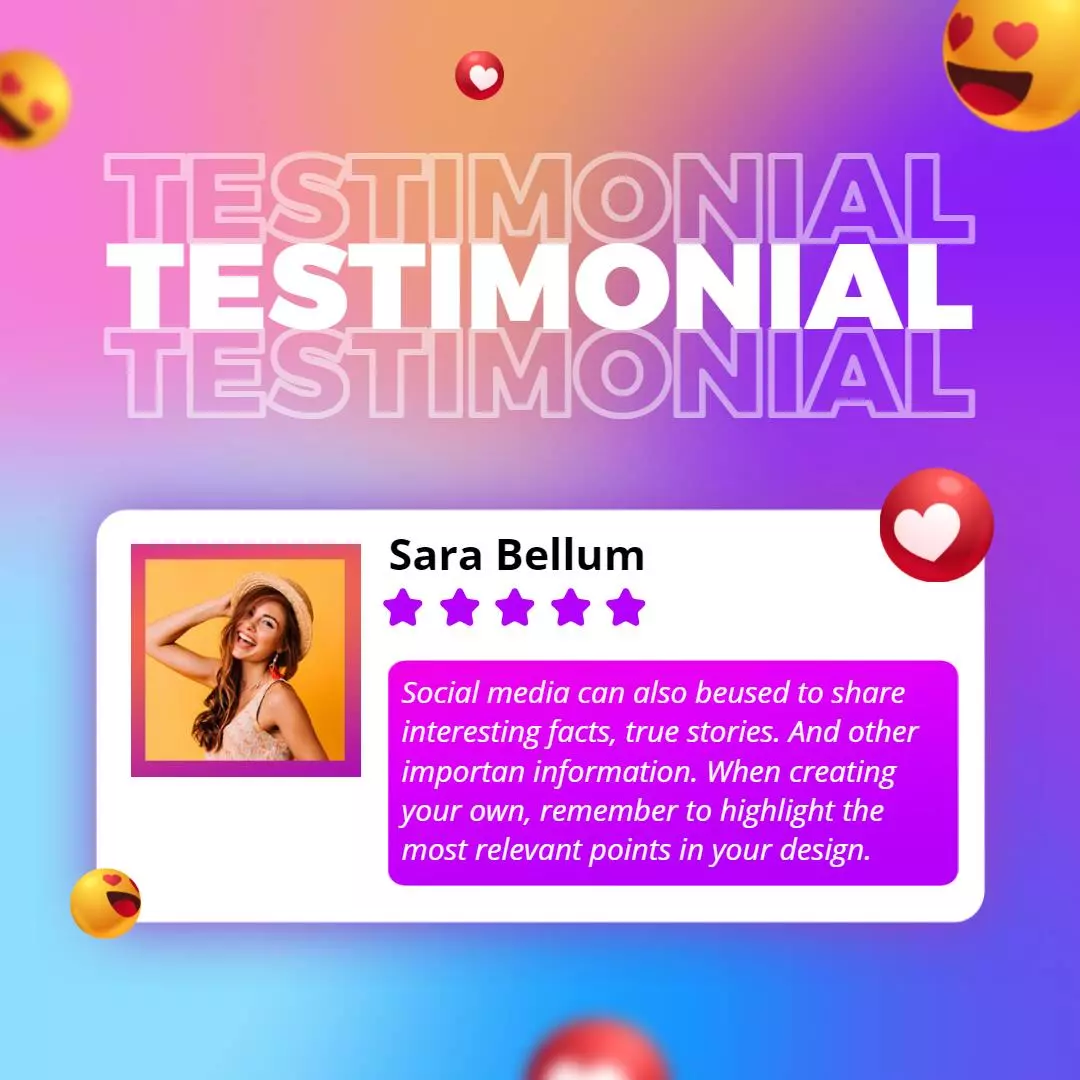 TESTIMONIAL
TESTIMONIAL
TESTIMONIAL
Sara Bellum
Social media can also beused to share
interesting facts, true stories. And other
importan information. When creating
your own, remember to highlight the
most relevant points in your design.